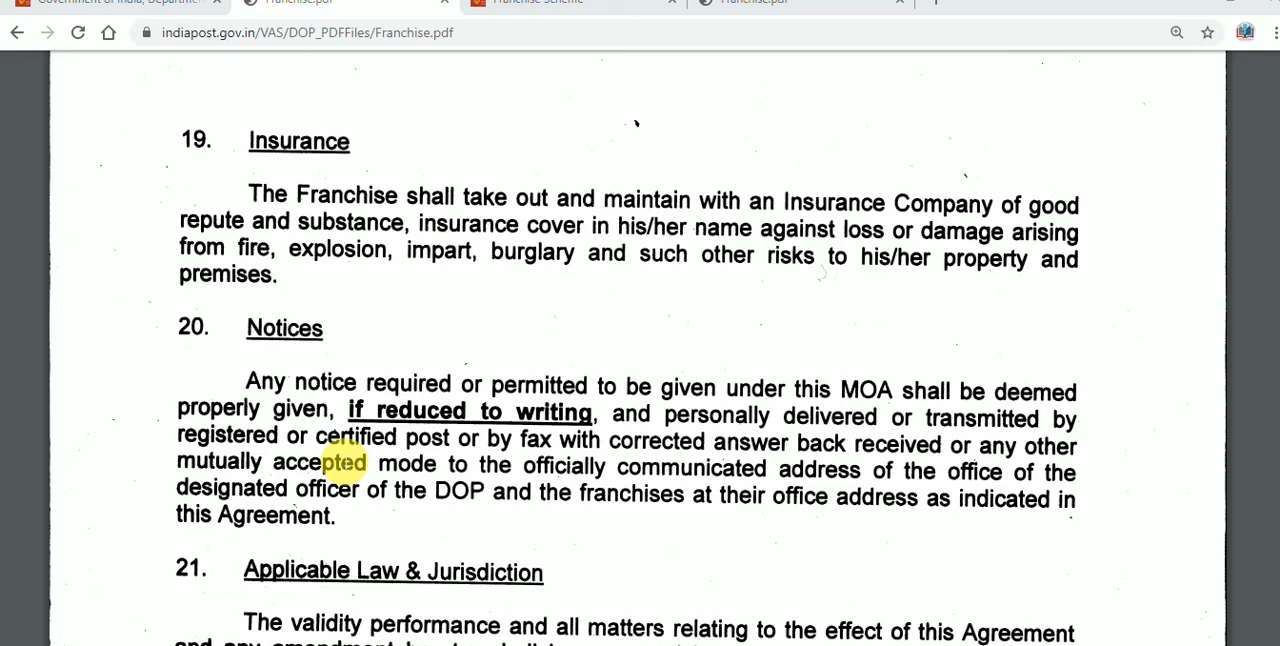 Franchise.pdf
Franchise Scheme
Franchise.pdf
indiapost.gov.in/VAS/DOP_PDFFiles/Franchise.pdf
19. Insurance
The Franchise shall take out and maintain with an Insurance Company of good
repute and substance, insurance cover in his/her name against loss or damage arising
from fire, explosion, impart, burglary and such other risks to his/her property and
premises.
20. Notices
Any notice required or permitted to be given under this MOA shall be deemed
properly given, if reduced to writing, and personally delivered or transmitted by
registered or certified post or by fax with corrected answer back received or any other
mutually accepted mode to the officially communicated address of the office of the
designated officer of the DOP and the franchises at their office address as indicated in
this Agreement.
21. Applicable Law & Jurisdiction
The validity performance and all matters relating to the effect of this Agreement